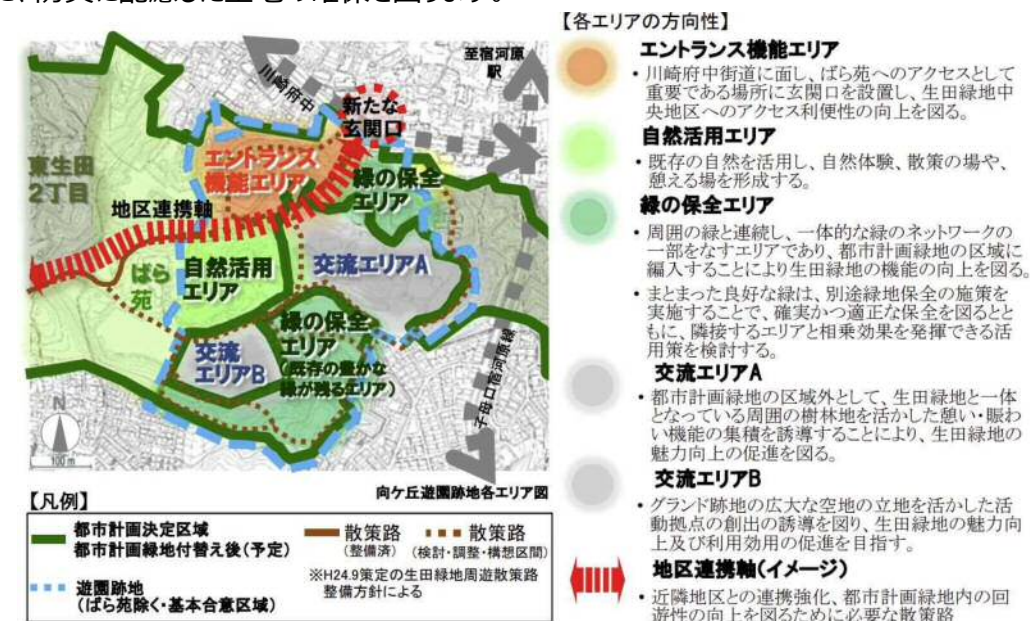 【各エリアの方向性】
エントランス機能エリア
・川崎府中街道に面し、ばら苑へのアクセスとして
重要である場所に玄関口を設置し、生田緑地中
央地区へのアクセス利便性の向上を図る。
自然活用エリア
・既存の自然を活用し、自然体験、散策の場や、
憩える場を形成する。
緑の保全エリア
・周囲の緑と連続し、一体的な緑のネットワークの
一部をなすエリアであり、都市計画緑地の区域に
編入することにより生田緑地の機能の向上を図る。
・まとまった良好な緑は、別途緑地保全の施策を
実施することで、確実かつ適正な保全を図るとと
もに、隣接するエリアと相乗効果を発揮できる活
用策を検討する。
交流エリアA
・都市計画緑地の区域外として、生田緑地と一体
となっている周囲の樹林地を活かした憩い・賑わ
い機能の集積を誘導することにより、生田緑地の
魅力向上の促進を図る。
交流エリアB
・グランド跡地の広大な空地の立地を活かした活
動拠点の創出の誘導を図り、生田緑地の魅力向
上及び利用効用の促進を目指す。
地区連携軸(イメージ)
・近隣地区との連携強化、都市計画緑地内の回
遊性の向上を図るために必要な散策路
至宿河原
駅
川崎府中
新たな
玄関口
エントランス
機能エリア
緑の保全
エリア
東生田
2丁目
地区連携軸
ばら
苑
自然活用
エリア
交流エリアA
緑の保全
エリア
(既存の豊かな
緑が残るエリア)
交流
エリアB
子母口宿河原線
N
100 m
向ケ丘遊園跡地各エリア図
【凡例】
都市計画決定区域
都市計画緑地付替え後(予定)
遊園跡地
(ばら苑除く・基本合意区域)
散策路
(整備済)
散策路
(検討・調整・構想区間)
※H24.9策定の生田緑地周遊散策路
整備方針による